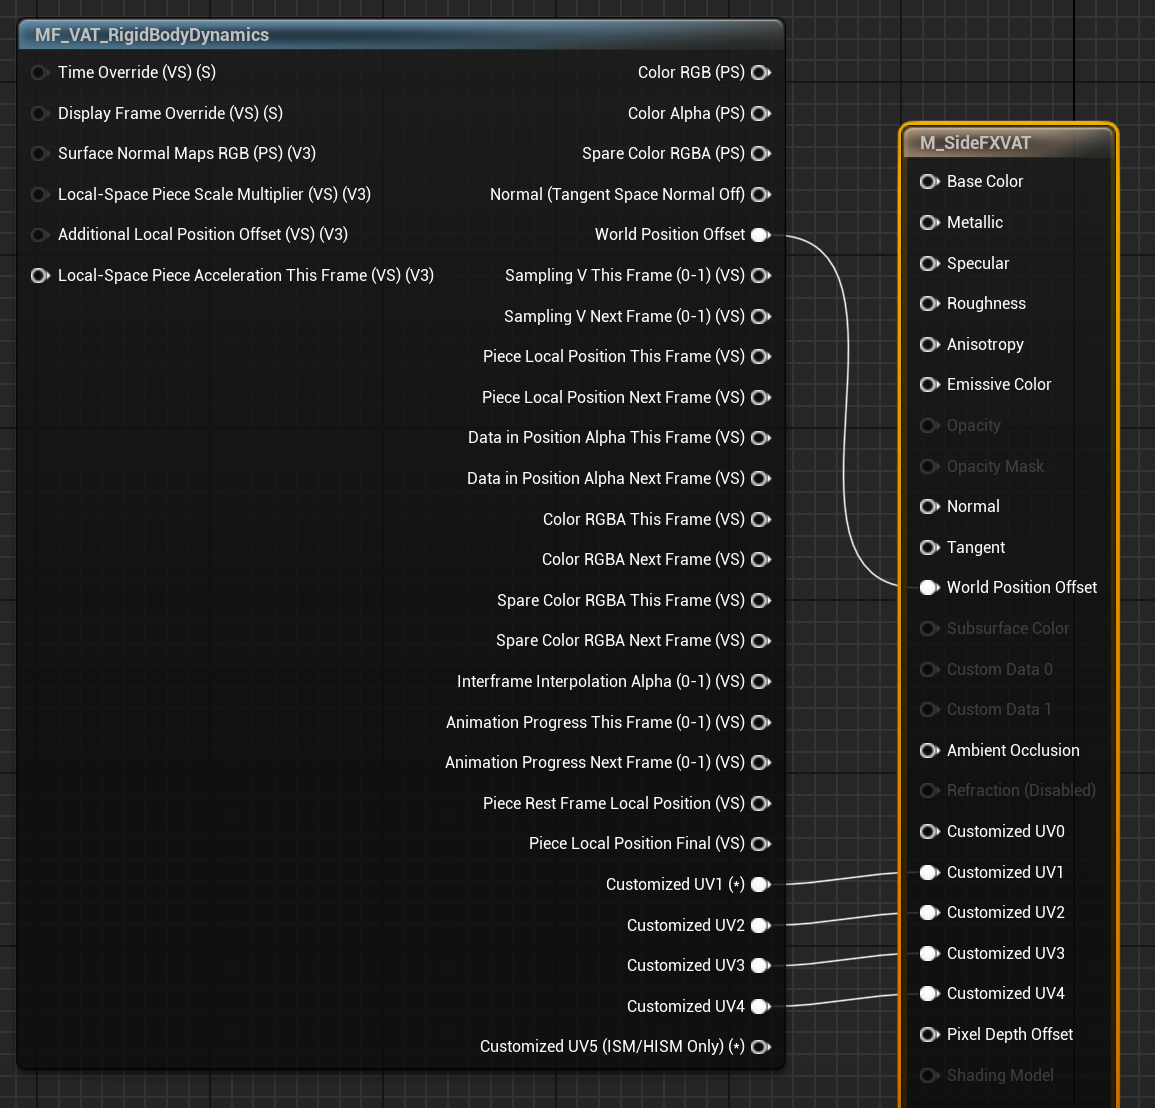 MF_VAT_RigidBodyDynamics
Time Override (VS) (S)
Display Frame Override (VS) (S)
Surface Normal Maps RGB (PS) (V3)
Local-Space Piece Scale Multiplier (VS) (V3)
Additional Local Position Offset (VS) (V3)
Local-Space Piece Acceleration This Frame (VS) (V3)
Color RGB (PS)
Color Alpha (PS)
Spare Color RGBA (PS)
Normal (Tangent Space Normal Off)
World Position Offset
Sampling V This Frame (0-1) (VS)
Sampling V Next Frame (0-1) (VS)
Piece Local Position This Frame (VS)
Piece Local Position Next Frame (VS)
Data in Position Alpha This Frame (VS)
Data in Position Alpha Next Frame (VS)
Color RGBA This Frame (VS)
Color RGBA Next Frame (VS)
Spare Color RGBA This Frame (VS)
Spare Color RGBA Next Frame (VS)
Interframe Interpolation Alpha (0-1) (VS)
Animation Progress This Frame (0-1) (VS)
Animation Progress Next Frame (0-1) (VS)
Piece Rest Frame Local Position (VS)
Piece Local Position Final (VS)
Customized UV1 (*)
Customized UV2
Customized UV3
Customized UV4
Customized UV5 (ISM/HISM Only) (*)
M_SideFXVAT
Base Color
Metallic
Specular
Roughness
Anisotropy
Emissive Color
Opacity
Opacity Mask
Normal
Tangent
World Position Offset
Subsurface Color
Custom Data 0
Custom Data 1
Ambient Occlusion
Refraction (Disabled)
Customized UV0
Customized UV1
Customized UV2
Customized UV3
Customized UV4
Pixel Depth Offset
Shading Model